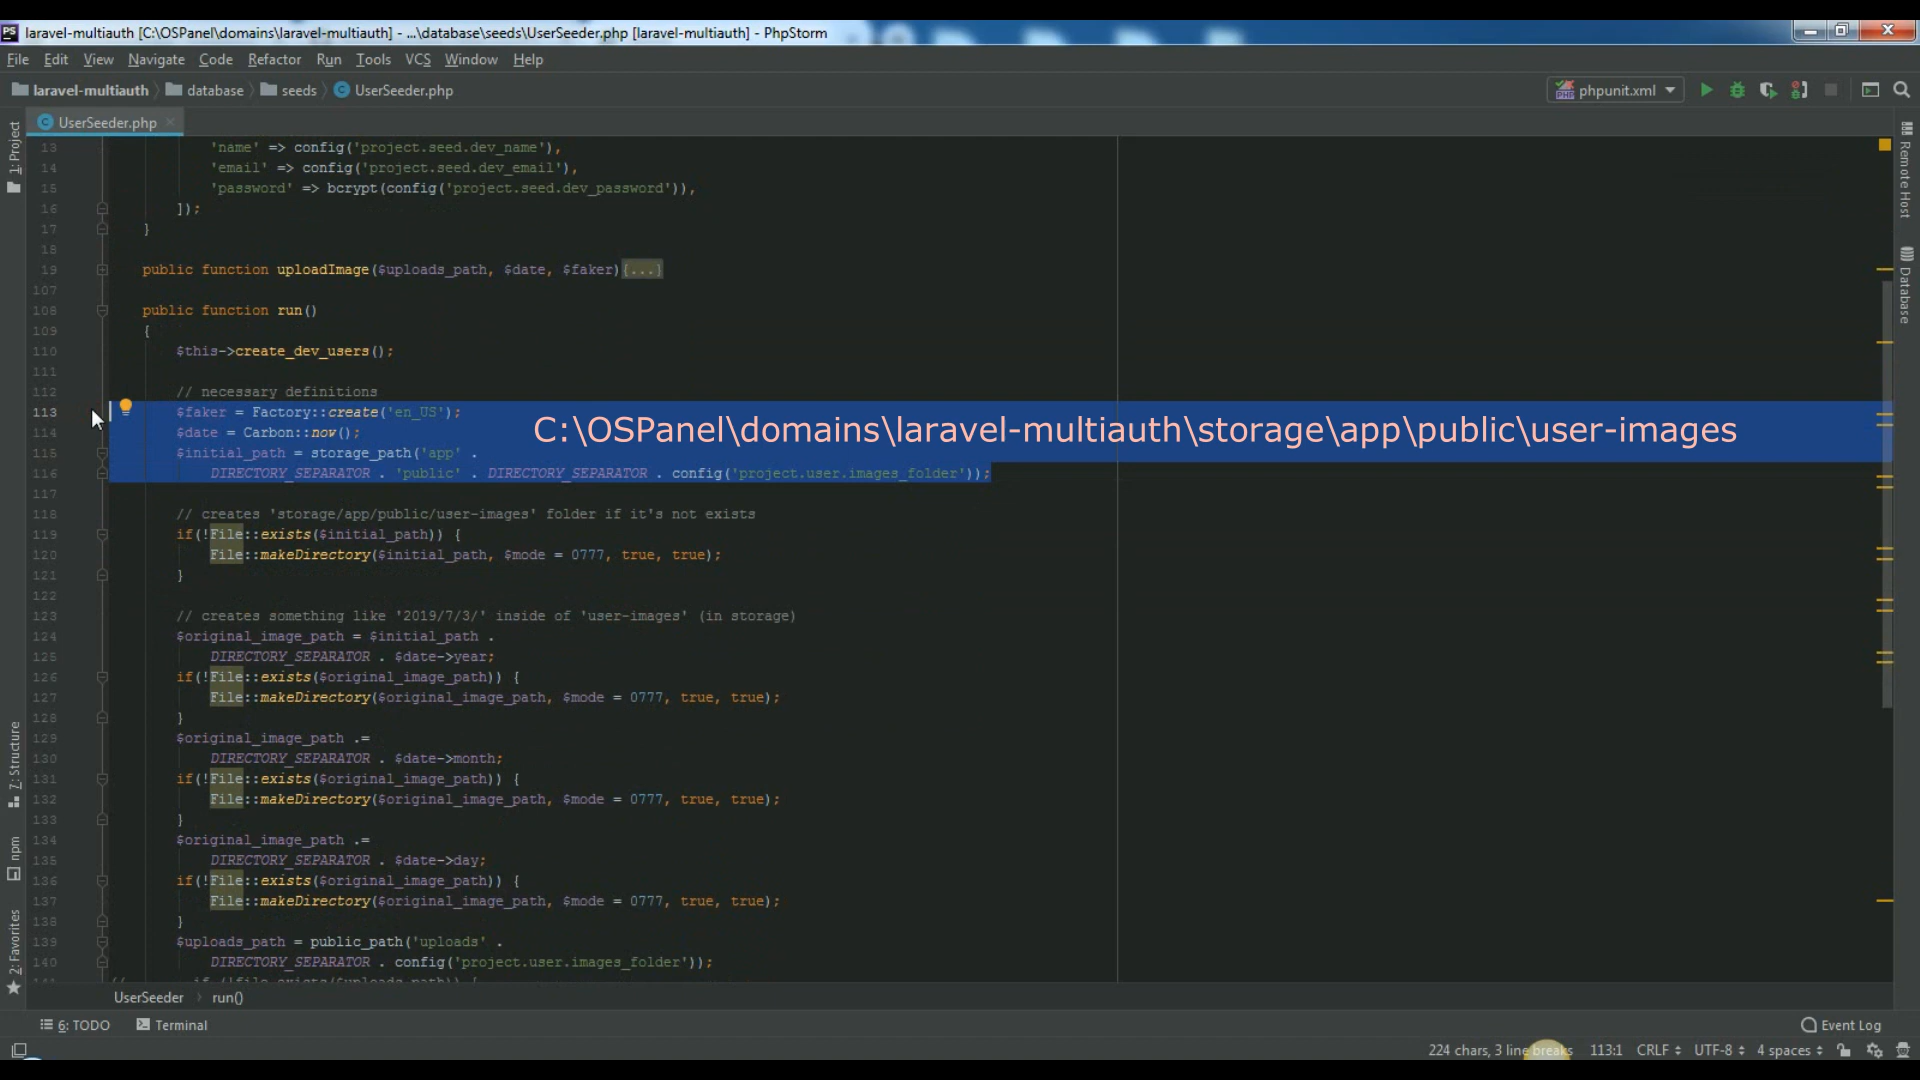 laravel-multiauth [C:\OSPanel\domains\laravel-multiauth] - ...\database\seeds\UserSeeder.php [laravel-multiauth] - PhpStorm
File Edit View Navigate Code Refactor Run Tools VCS Window Help
laravel-multiauth database seeds UserSeeder.php phpunit.xml
UserSeeder.php
1: Project
Remote Host
Database
7: Structure
npm
2: Favorites
13 'name' => config('project.seed.dev_name'),
14 'email' => config('project.seed.dev_email'),
15 'password' => bcrypt(config('project.seed.dev_password')),
16 ]);
17 }
18
19 public function uploadImage($uploads_path, $date, $faker){...}
107
108 public function run()
109 {
110 $this->create_dev_users();
111
112 // necessary definitions
113 $faker = Factory::create('en_US');
C:\OSPanel\domains\laravel-multiauth\storage\app\public\user-images
114 $date = Carbon::now();
115 $initial_path = storage_path('app' .
116 DIRECTORY_SEPARATOR . 'public' . DIRECTORY_SEPARATOR . config('project.user.images_folder'));
117
118 // creates 'storage/app/public/user-images' folder if it's not exists
119 if(!File::exists($initial_path)) {
120 File::makeDirectory($initial_path, $mode = 0777, true, true);
121 }
122
123 // creates something like '2019/7/3/' inside of 'user-images' (in storage)
124 $original_image_path = $initial_path .
125 DIRECTORY_SEPARATOR . $date->year;
126 if(!File::exists($original_image_path)) {
127 File::makeDirectory($original_image_path, $mode = 0777, true, true);
128 }
129 $original_image_path .=
130 DIRECTORY_SEPARATOR . $date->month;
131 if(!File::exists($original_image_path)) {
132 File::makeDirectory($original_image_path, $mode = 0777, true, true);
133 }
134 $original_image_path .=
135 DIRECTORY_SEPARATOR . $date->day;
136 if(!File::exists($original_image_path)) {
137 File::makeDirectory($original_image_path, $mode = 0777, true, true);
138 }
139 $uploads_path = public_path('uploads' .
140 DIRECTORY_SEPARATOR . config('project.user.images_folder'));
141 // if (!file_exists($uploads_path)) {
UserSeeder run()
6: TODO Terminal Event Log
224 chars, 3 line breaks 113:1 CRLF UTF-8 4 spaces